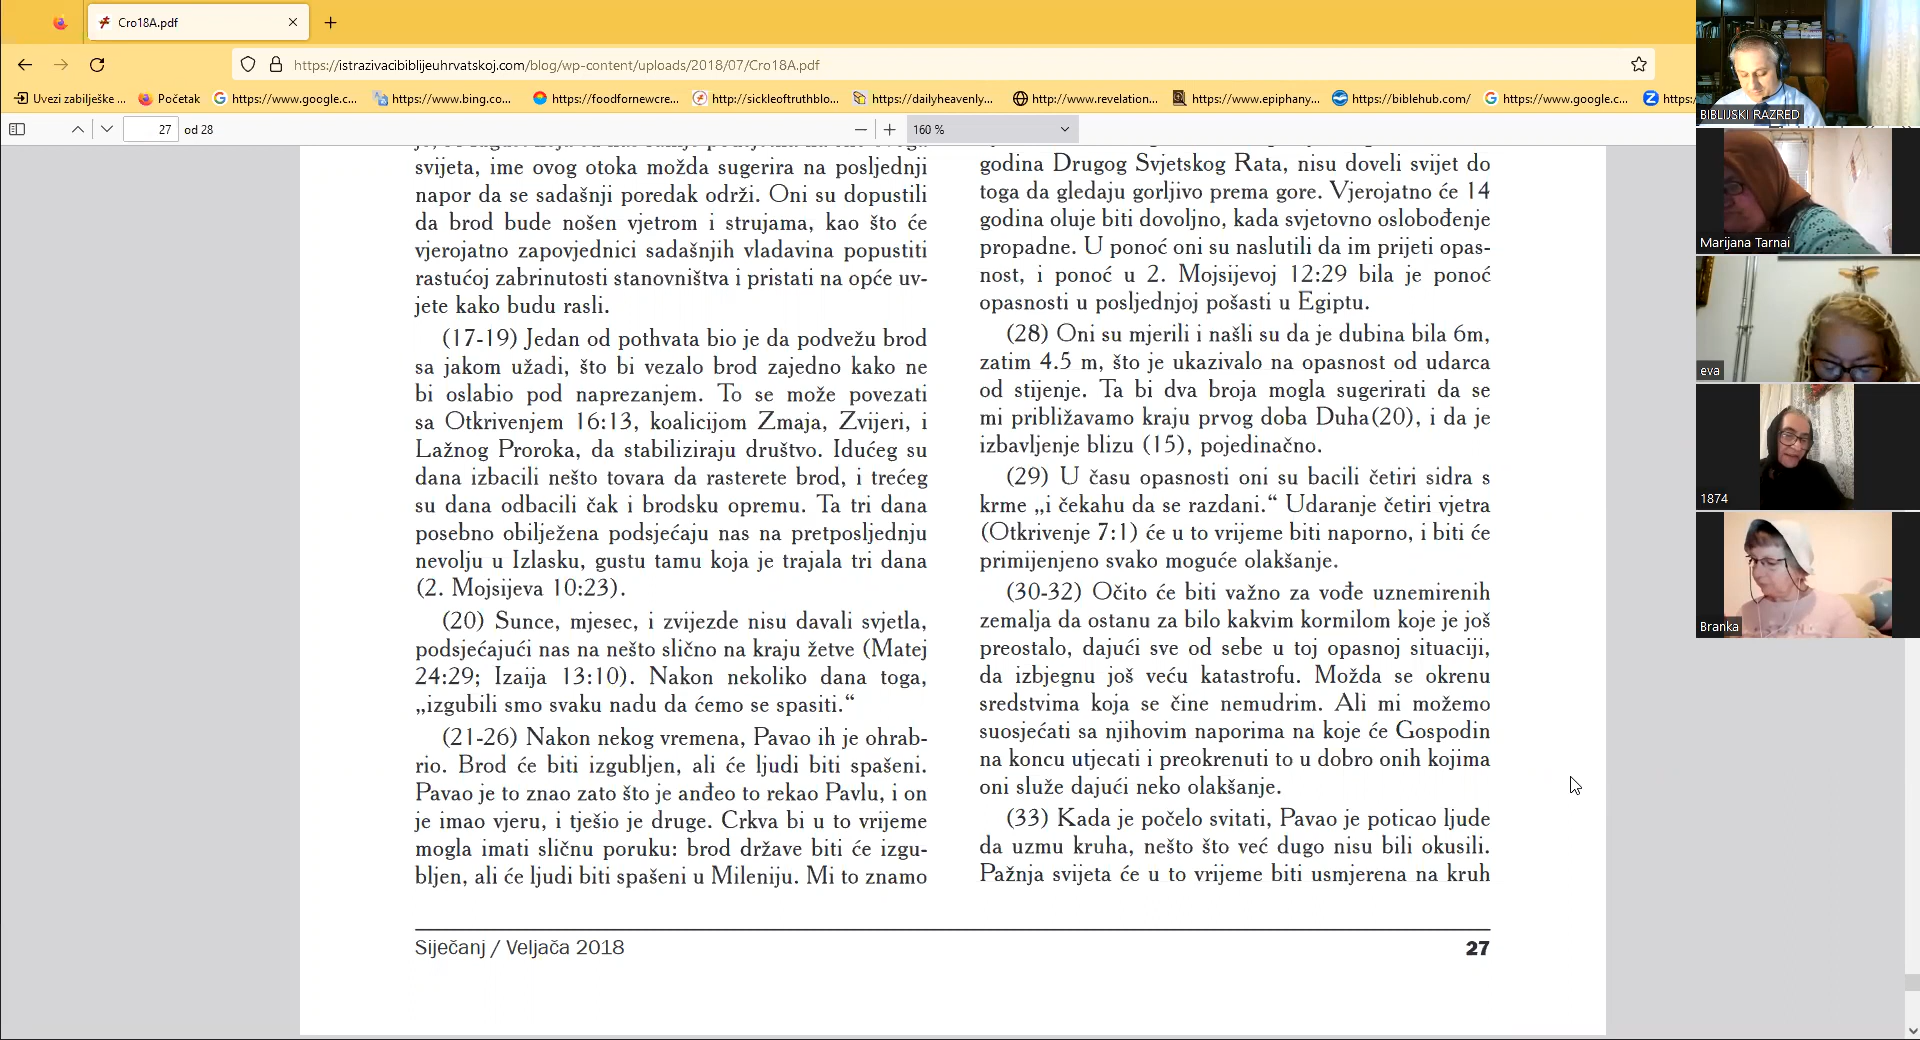 Cro18A.pdf
https://istrazivacibiblijeuhrvatskoj.com/blog/wp-content/uploads/2018/07/Cro18A.pdf
Uvezi zabilješke ...
Početak
https://www.google.c...
https://www.bing.co...
https://foodfornewcre...
http://sickleoftruthblo...
https://dailyheavenly...
http://www.revelation...
https://www.epiphany...
https://biblehub.com/
https://www.google.c...
https:
27 od 28
160 %
svijeta, ime ovog otoka možda sugerira na posljednji
napor da se sadašnji poredak održi. Oni su dopustili
da brod bude nošen vjetrom i strujama, kao što će
vjerojatno zapovjednici sadašnjih vladavina popustiti
rastućoj zabrinutosti stanovništva i pristati na opće uv-
jete kako budu rasli.
(17-19) Jedan od pothvata bio je da podvežu brod
sa jakom užadi, što bi vezalo brod zajedno kako ne
bi oslabio pod naprezanjem. To se može povezati
sa Otkrivenjem 16:13, koalicijom Zmaja, Zvijeri, i
Lažnog Proroka, da stabiliziraju društvo. Idućeg su
dana izbacili nešto tovara da rasterete brod, i trećeg
su dana odbacili čak i brodsku opremu. Ta tri dana
posebno obilježena podsjećaju nas na pretposljednju
nevolju u Izlasku, gustu tamu koja je trajala tri dana
(2. Mojsijeva 10:23).
(20) Sunce, mjesec, i zvijezde nisu davali svjetla,
podsjećajući nas na nešto slično na kraju žetve (Matej
24:29; Izaija 13:10). Nakon nekoliko dana toga,
„izgubili smo svaku nadu da ćemo se spasiti.“
(21-26) Nakon nekog vremena, Pavao ih je ohrab-
rio. Brod će biti izgubljen, ali će ljudi biti spašeni.
Pavao je to znao zato što je anđeo to rekao Pavlu, i on
je imao vjeru, i tješio je druge. Crkva bi u to vrijeme
mogla imati sličnu poruku: brod države biti će izgu-
bljen, ali će ljudi biti spašeni u Mileniju. Mi to znamo
godina Drugog Svjetskog Rata, nisu doveli svijet do
toga da gledaju gorljivo prema gore. Vjerojatno će 14
godina oluje biti dovoljno, kada svjetovno oslobođenje
propadne. U ponoć oni su naslutili da im prijeti opas-
nost, i ponoć u 2. Mojsijevoj 12:29 bila je ponoć
opasnosti u posljednjoj pošasti u Egiptu.
(28) Oni su mjerili i našli su da je dubina bila 6m,
zatim 4.5 m, što je ukazivalo na opasnost od udarca
od stijenje. Ta bi dva broja mogla sugerirati da se
mi približavamo kraju prvog doba Duha(20), i da je
izbavljenje blizu (15), pojedinačno.
(29) U času opasnosti oni su bacili četiri sidra s
krme „i čekahu da se razdani.“ Udaranje četiri vjetra
(Otkrivenje 7:1) će u to vrijeme biti naporno, i biti će
primijenjeno svako moguće olakšanje.
(30-32) Očito će biti važno za vođe uznemirenih
zemalja da ostanu za bilo kakvim kormilom koje je još
preostalo, dajući sve od sebe u toj opasnoj situaciji,
da izbjegnu još veću katastrofu. Možda se okrenu
sredstvima koja se čine nemudrim. Ali mi možemo
suosjećati sa njihovim naporima na koje će Gospodin
na koncu utjecati i preokrenuti to u dobro onih kojima
oni služe dajući neko olakšanje.
(33) Kada je počelo svitati, Pavao je poticao ljude
da uzmu kruha, nešto što već dugo nisu bili okusili.
Pažnja svijeta će u to vrijeme biti usmjerena na kruh
Siječanj / Veljača 2018
27
BIBLIJSKI RAZRED
Marijana Tarnai
eva
1874
Branka